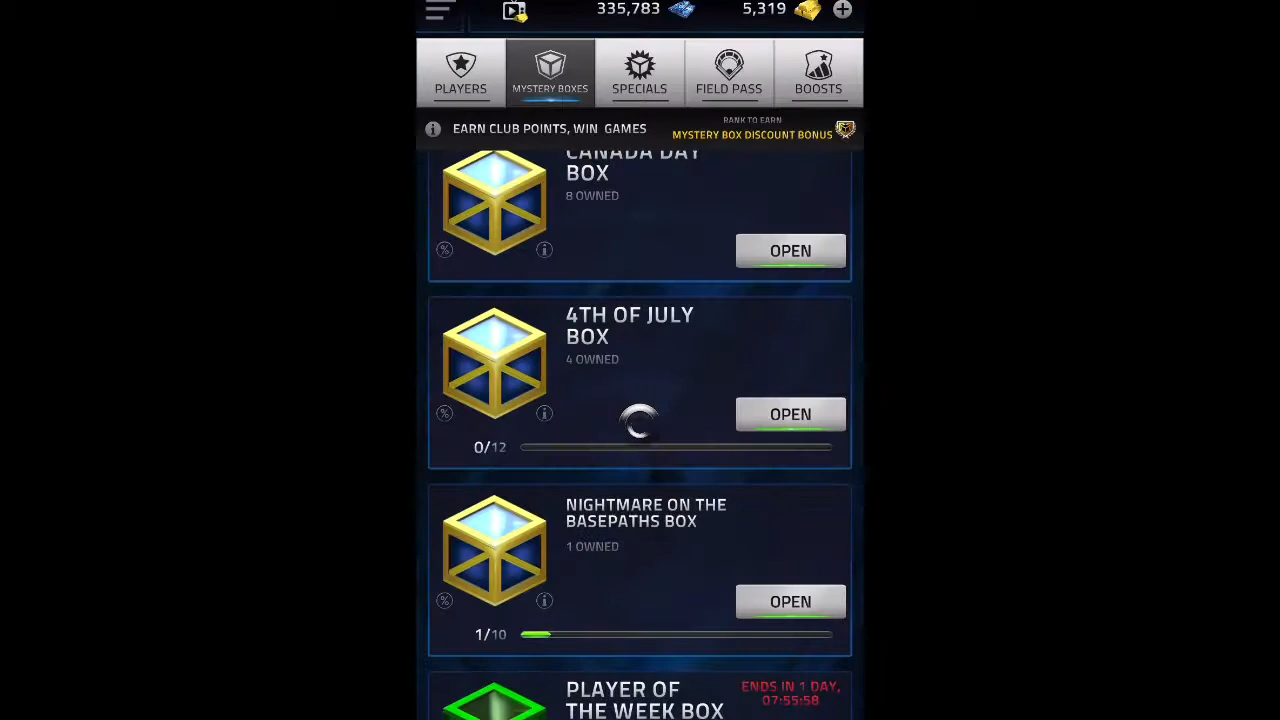 335,783
5,319
PLAYERS
MYSTERY BOXES
SPECIALS
FIELD PASS
BOOSTS
EARN CLUB POINTS, WIN GAMES
RANK TO EARN
MYSTERY BOX DISCOUNT BONUS
CANADA DAY
BOX
8 OWNED
%
i
OPEN
4TH OF JULY
BOX
4 OWNED
%
i
OPEN
0/12
NIGHTMARE ON THE
BASEPATHS BOX
1 OWNED
%
i
OPEN
1/10
PLAYER OF
THE WEEK BOX
ENDS IN 1 DAY,
07:55:58